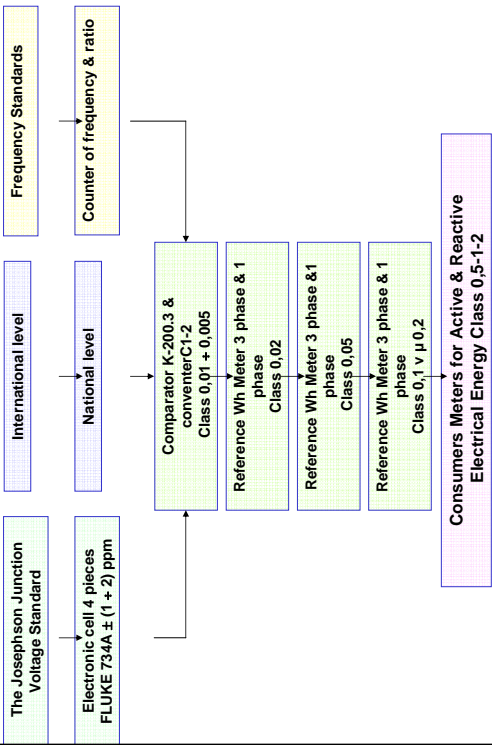 The Josephson Junction
Voltage Standard
International level
Frequency Standards
Electronic cell 4 pieces
FLUKE 734A ± (1 ÷ 2) ppm
National level
Counter of frequency & ratio
Comparator K-200.3 &
conventerC1-2
Class 0,01 ÷ 0,005
Reference Wh Meter 3 phase & 1
phase
Class 0,02
Reference Wh Meter 3 phase &1
phase
Class 0,05
Reference Wh Meter 3 phase & 1
phase
Class 0,1 v µ 0,2
Consumers Meters for Active & Reactive
Electrical Energy Class 0,5-1-2